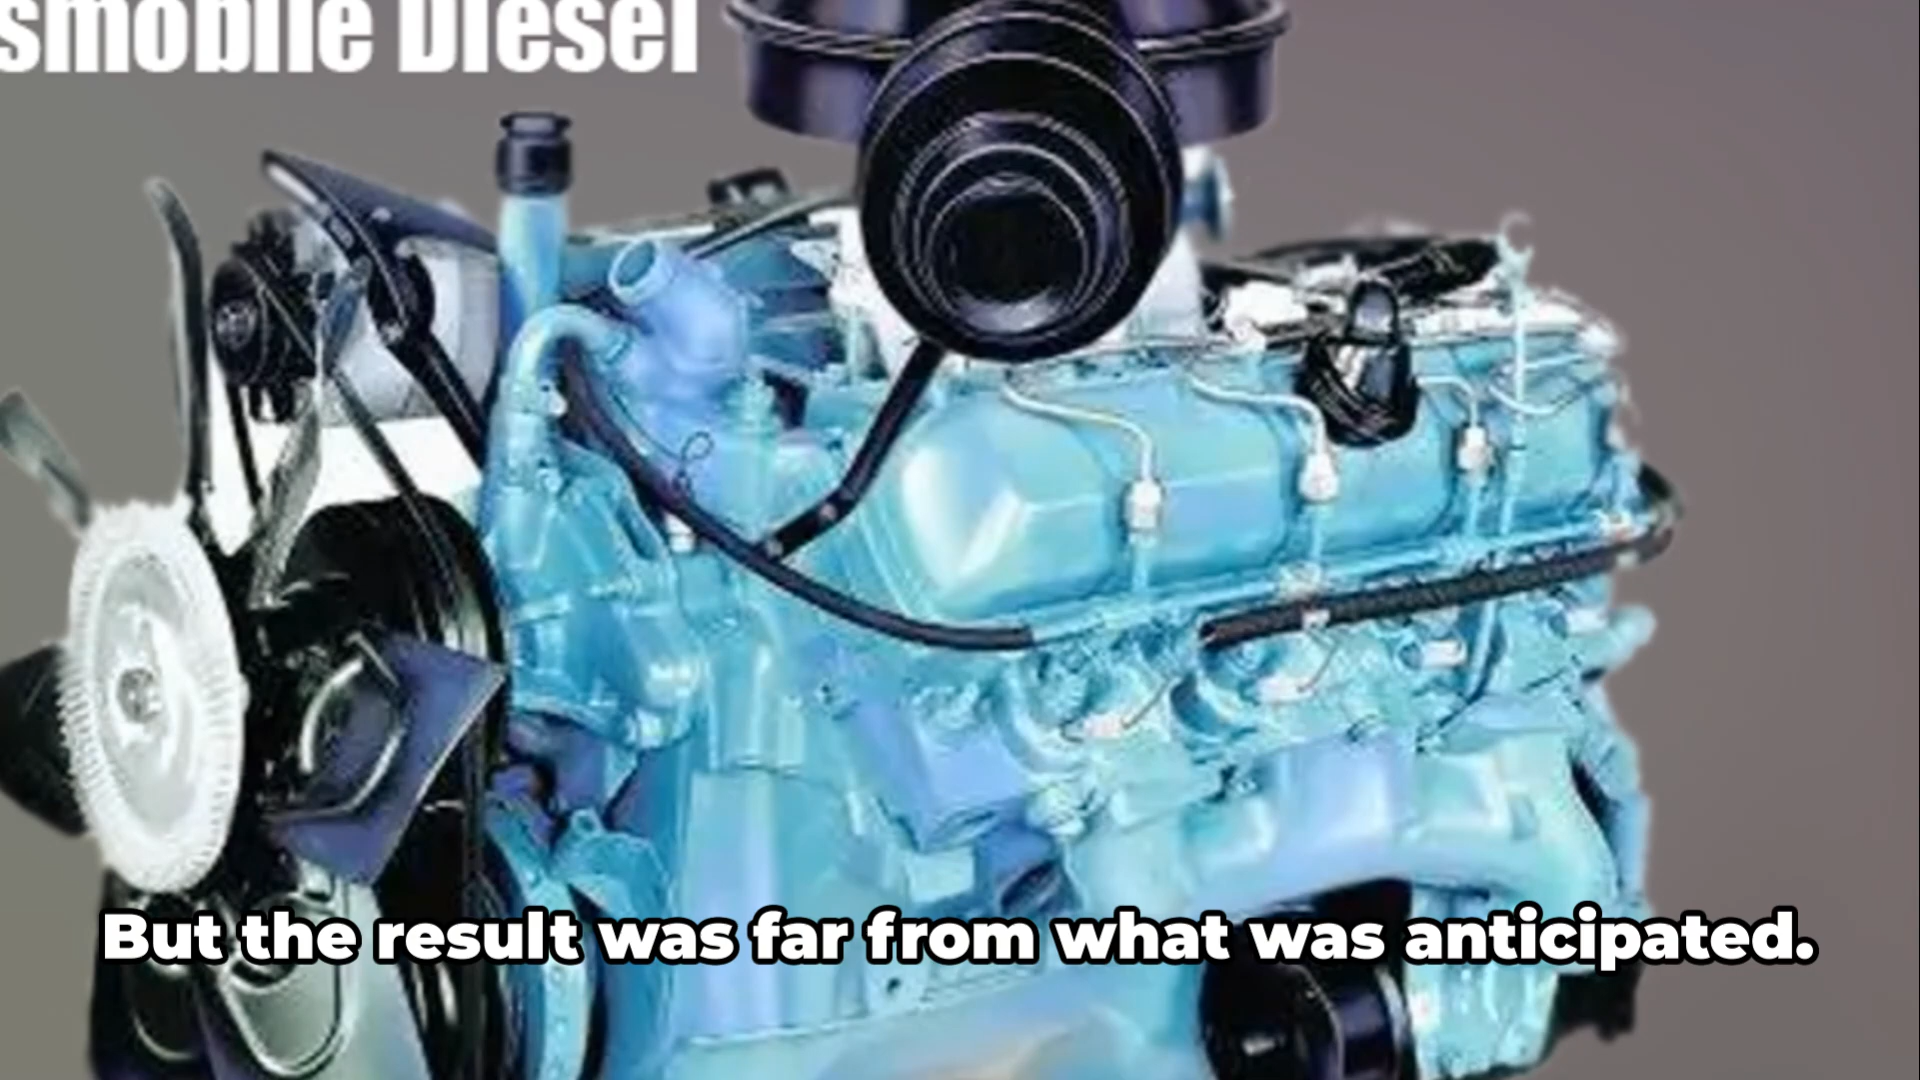 smobile Diesel
But the result was far from what was anticipated.